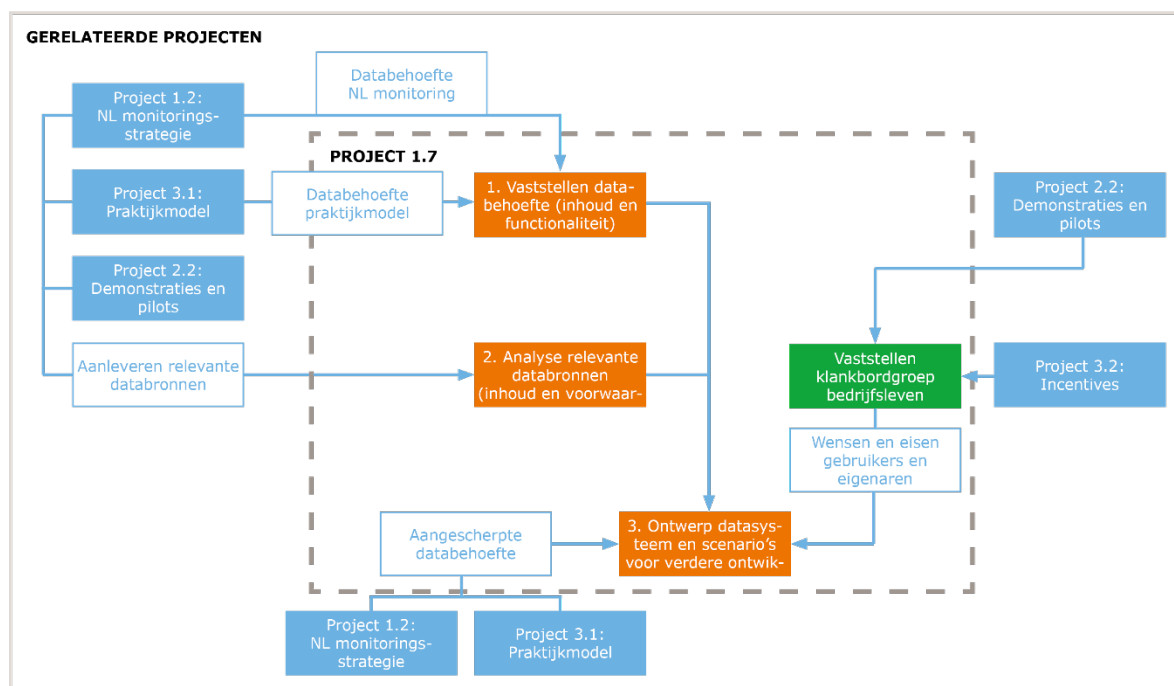 GERELATEERDE PROJECTEN
Databehoefte
NL monitoring
Project 1.2:
NL monitorings-
strategie
PROJECT 1.7
Project 3.1:
Praktijkmodel
Databehoefte
praktijkmodel
1. Vaststellen data-
behoefte (inhoud en
functionaliteit)
Project 2.2:
Demonstraties en
pilots
Project 2.2:
Demonstraties en
pilots
Aanleveren relevante
databronnen
2. Analyse relevante
databronnen
(inhoud en voorwaar-
Vaststellen
klankbordgroep
bedrijfsleven
Project 3.2:
Incentives
Wensen en eisen
gebruikers en
eigenaren
Aangescherpte
databehoefte
3. Ontwerp datasys-
teem en scenario's
voor verdere ontwik-
Project 1.2:
NL monitorings-
strategie
Project 3.1:
Praktijkmodel